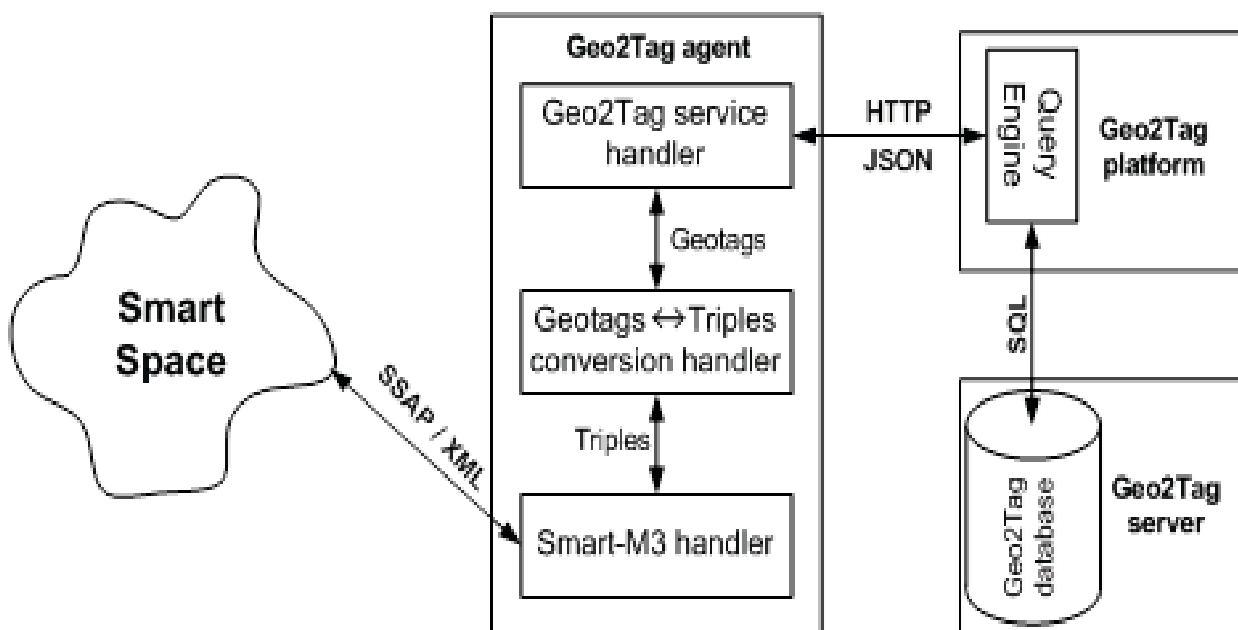 Geo2Tag agent
Geo2Tag service
handler
Geotags
Geotags ⇔ Triples
conversion handler
Triples
Smart-M3 handler
Smart
Space
SSAP / XML
HTTP
JSON
Query
Engine
Geo2Tag
platform
SQL
Geo2Tag
database
Geo2Tag
server